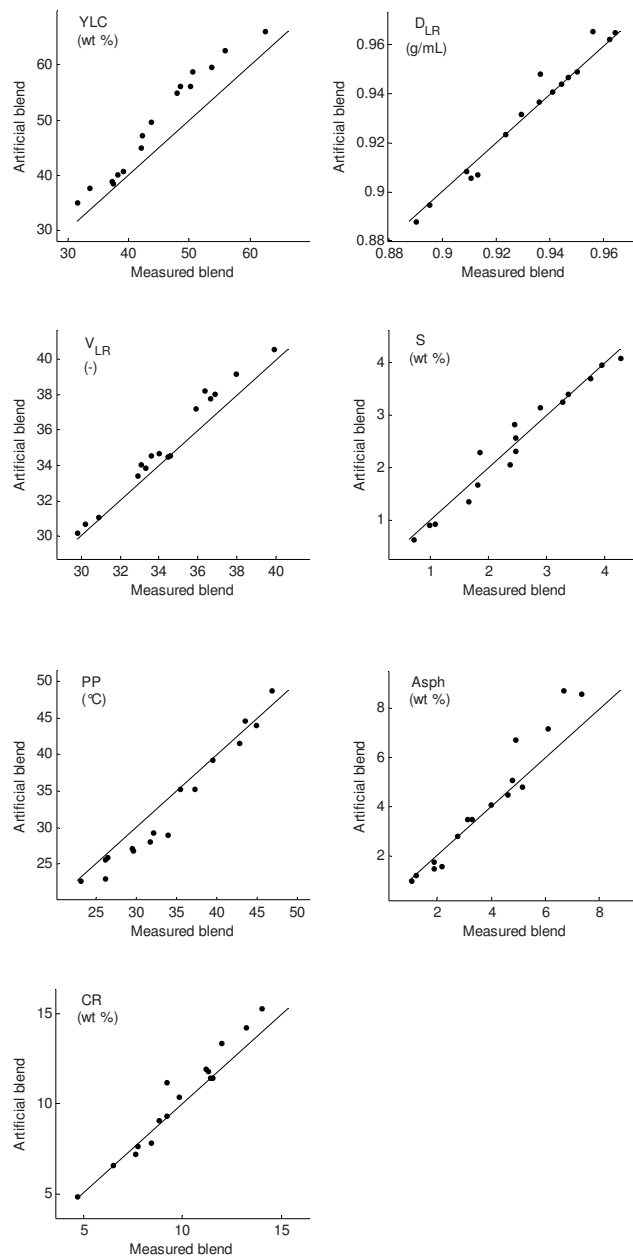 YLC
(wt %)
60
50
40
30
30 40 50 60
Measured blend
Artificial blend
D_LR
(g/mL)
0.96
0.94
0.92
0.9
0.88
0.88 0.9 0.92 0.94 0.96
Measured blend
Artificial blend
V_LR
(-)
40
38
36
34
32
30
30 32 34 36 38 40
Measured blend
Artificial blend
S
(wt %)
4
3
2
1
1 2 3 4
Measured blend
Artificial blend
PP
(°C)
50
45
40
35
30
25
25 30 35 40 45 50
Measured blend
Artificial blend
Asph
(wt %)
8
6
4
2
2 4 6 8
Measured blend
Artificial blend
CR
(wt %)
15
10
5
5 10 15
Measured blend
Artificial blend